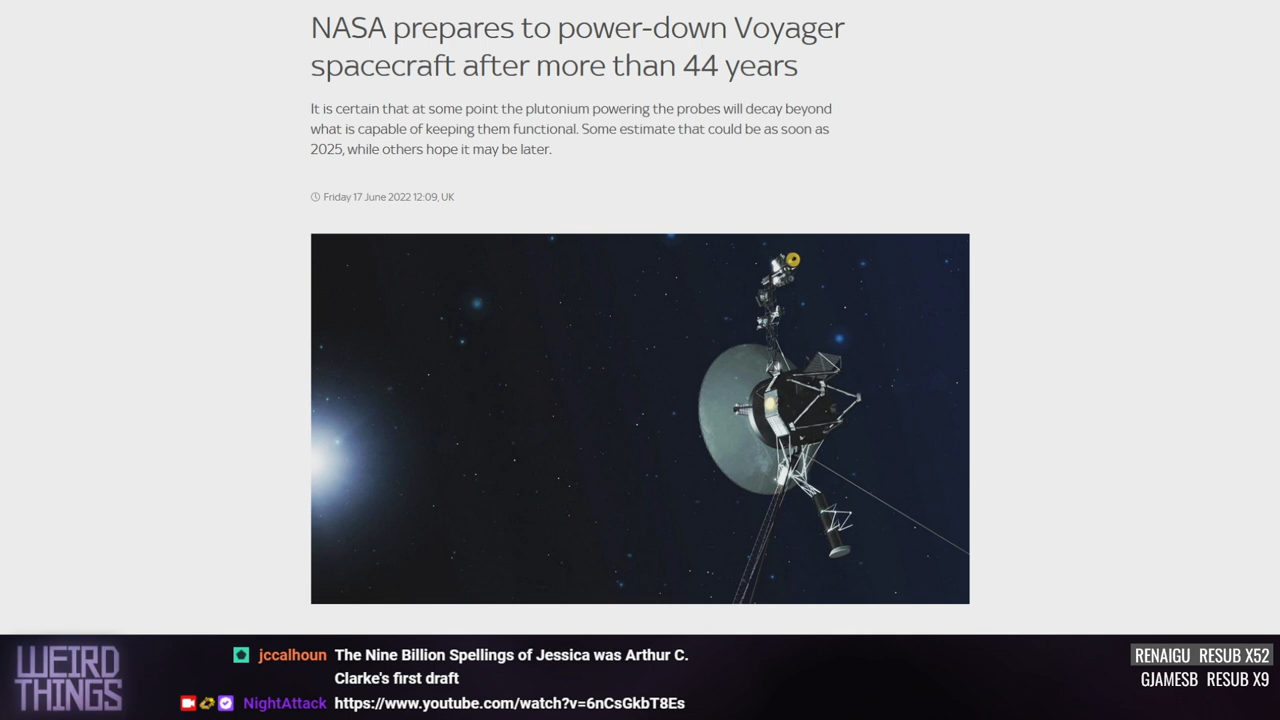 NASA prepares to power-down Voyager
spacecraft after more than 44 years
It is certain that at some point the plutonium powering the probes will decay beyond
what is capable of keeping them functional. Some estimate that could be as soon as
2025, while others hope it may be later.
Friday 17 June 2022 12:09, UK
WEIRD
THINGS
jccalhoun The Nine Billion Spellings of Jessica was Arthur C.
Clarke's first draft
NightAttack https://www.youtube.com/watch?v=6nCsGkbT8Es
RENAIGU RESUB X52
GJAMESB RESUB X9